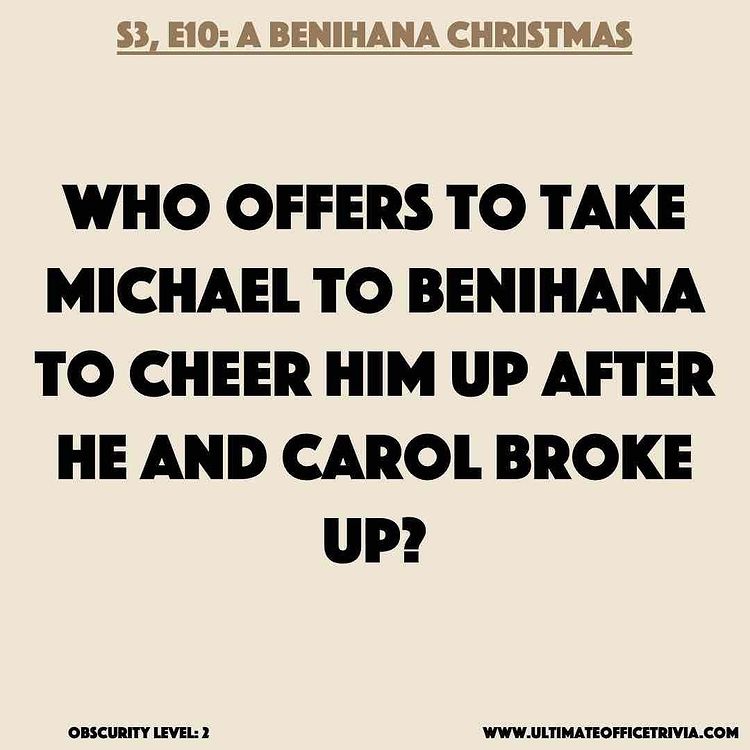 S3, E10: A BENIHANA CHRISTMAS
WHO OFFERS TO TAKE
MICHAEL TO BENIHANA
TO CHEER HIM UP AFTER
HE AND CAROL BROKE
UP?
OBSCURITY LEVEL: 2
WWW.ULTIMATEOFFICETRIVIA.COM